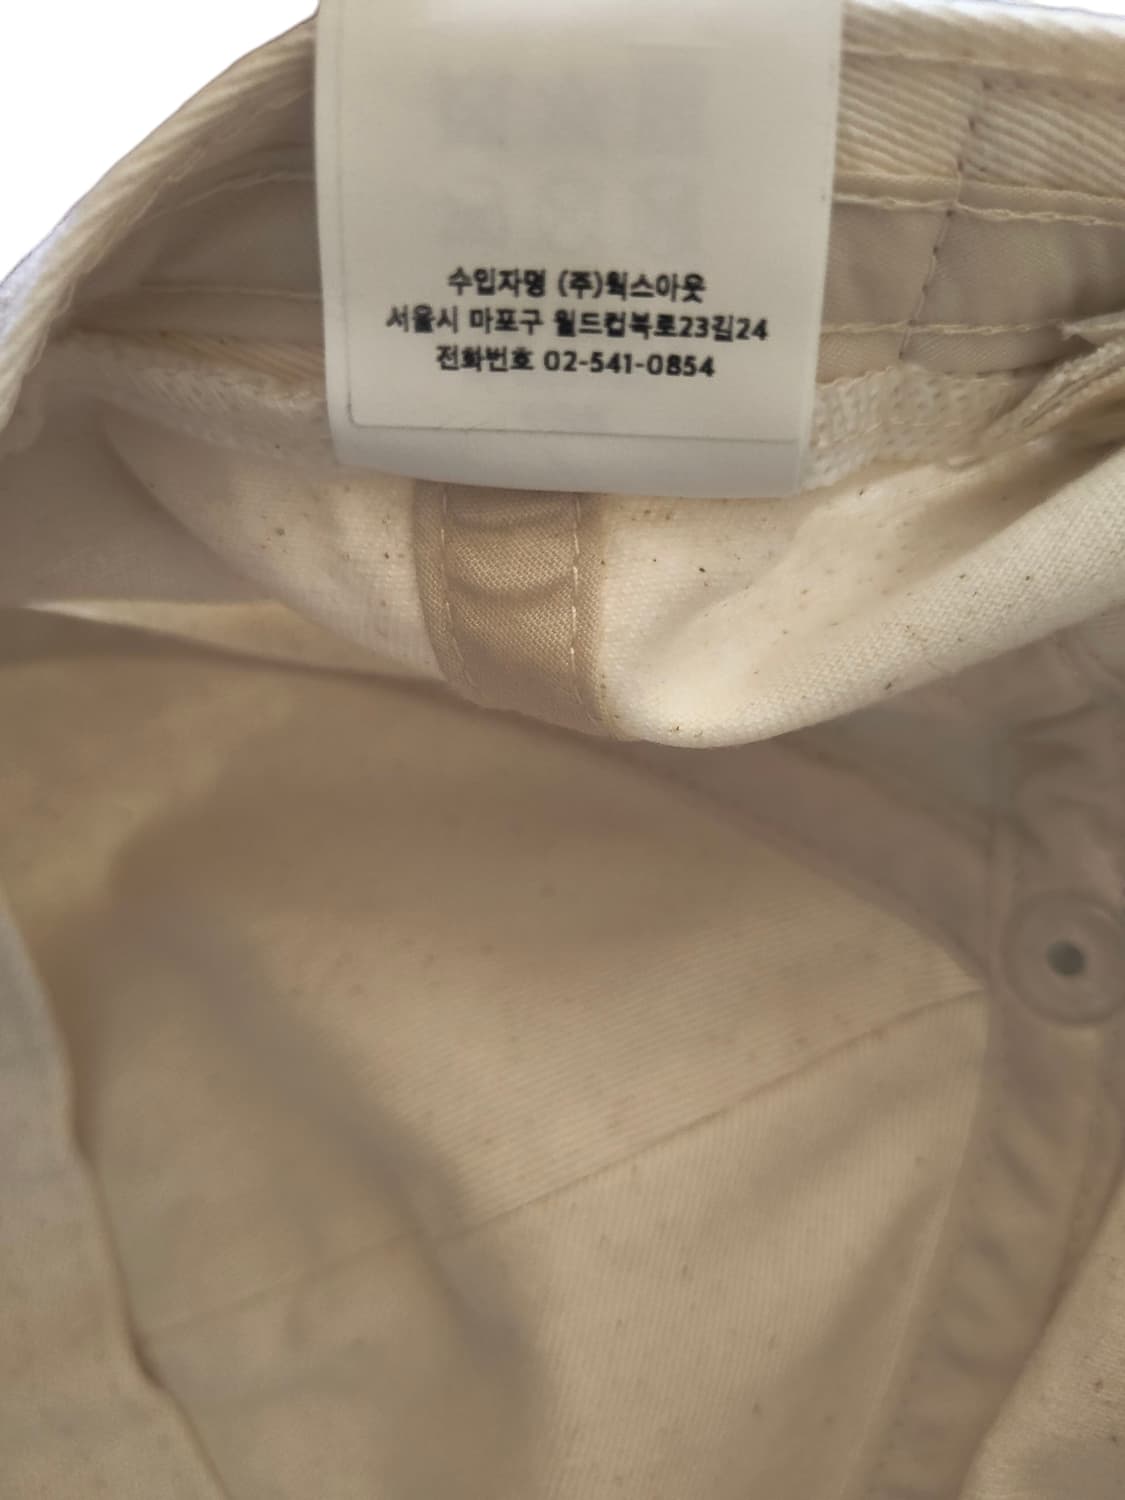 수입자명 (주)웍스아웃
서울시 마포구 월드컵북로23길24
전화번호 02-541-0854